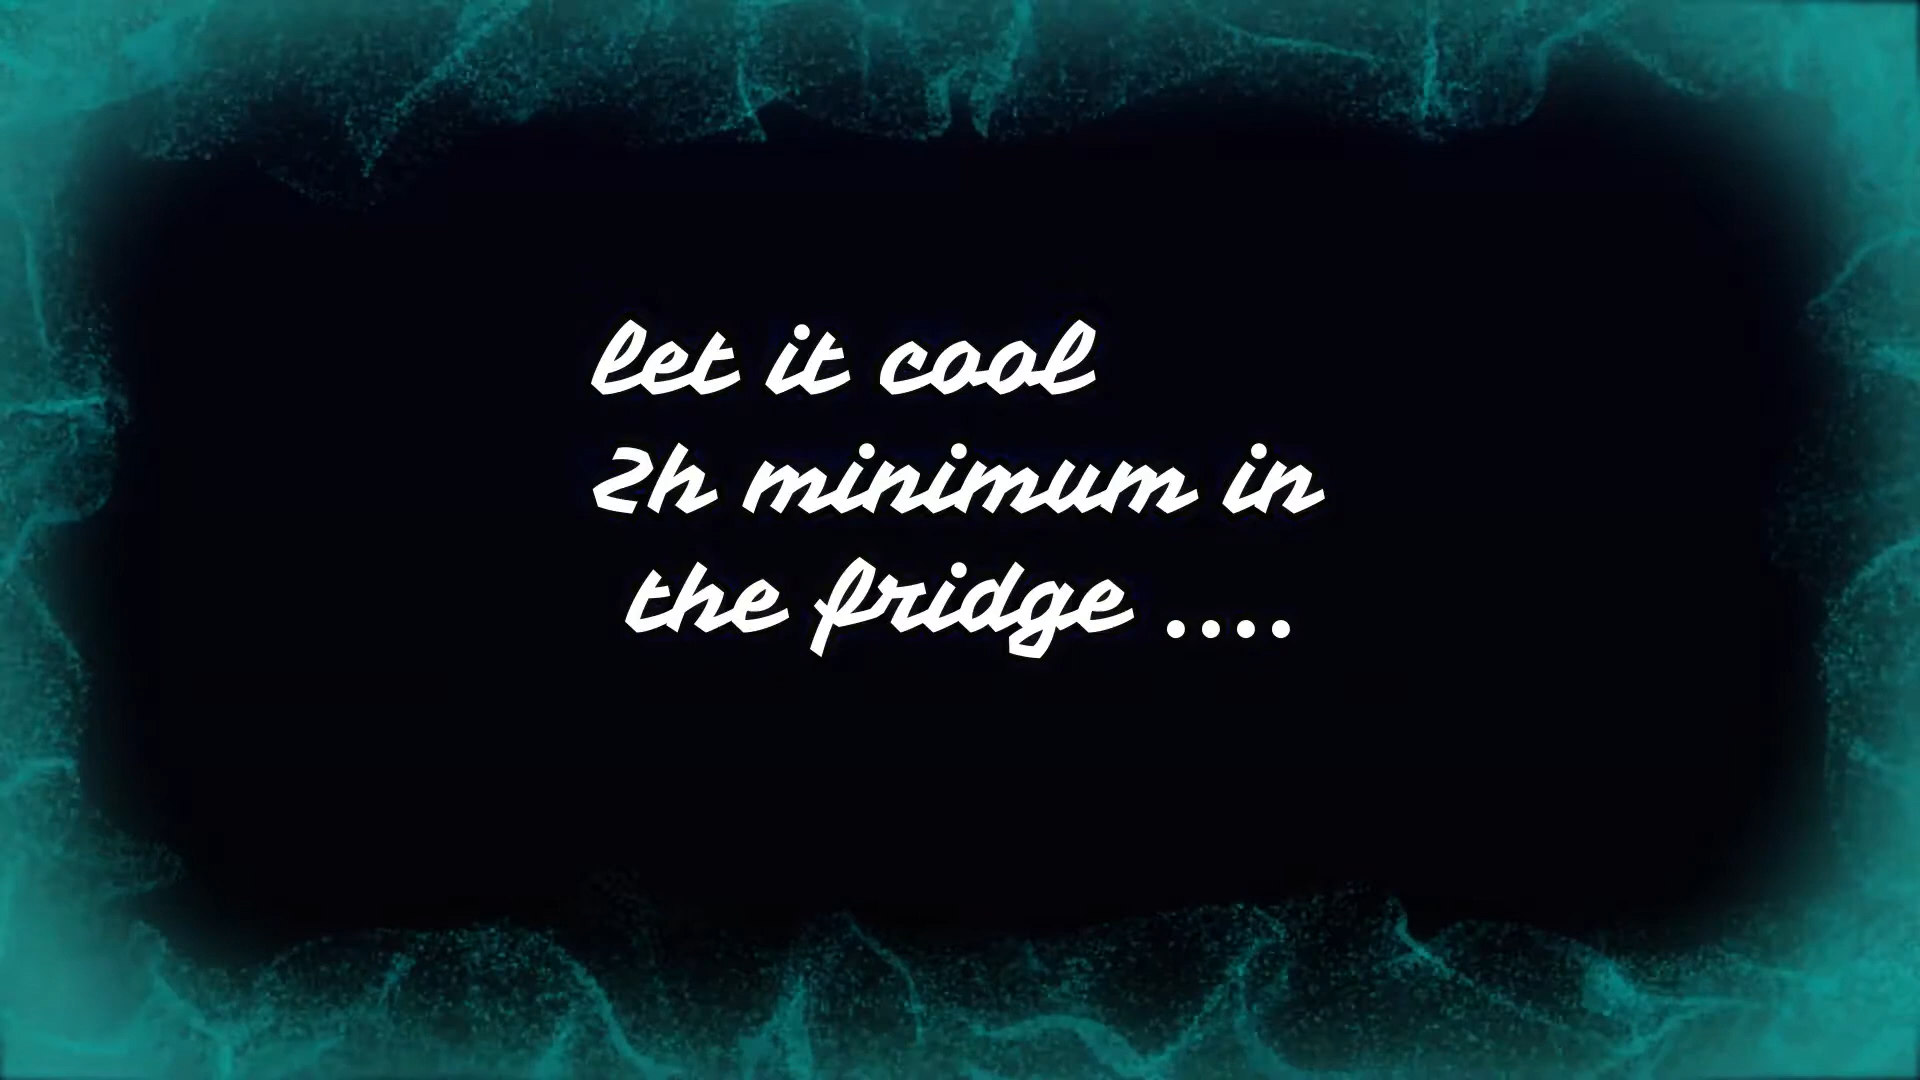 let it cool
2h minimum in
the fridge ....